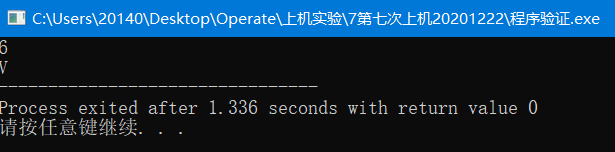 C:\Users\20140\Desktop\Operate\上机实验\7第七次上机20201222\程序验证.exe
6
V
--------------------------------
Process exited after 1.336 seconds with return value 0
请按任意键继续. . .